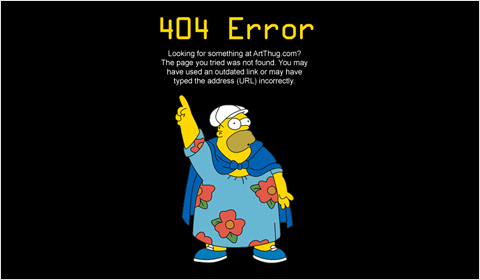 404 Error
Looking for something at ArtThug.com?
The page you tried was not found. You may
have used an outdated link or may have
typed the address (URL) incorrectly.